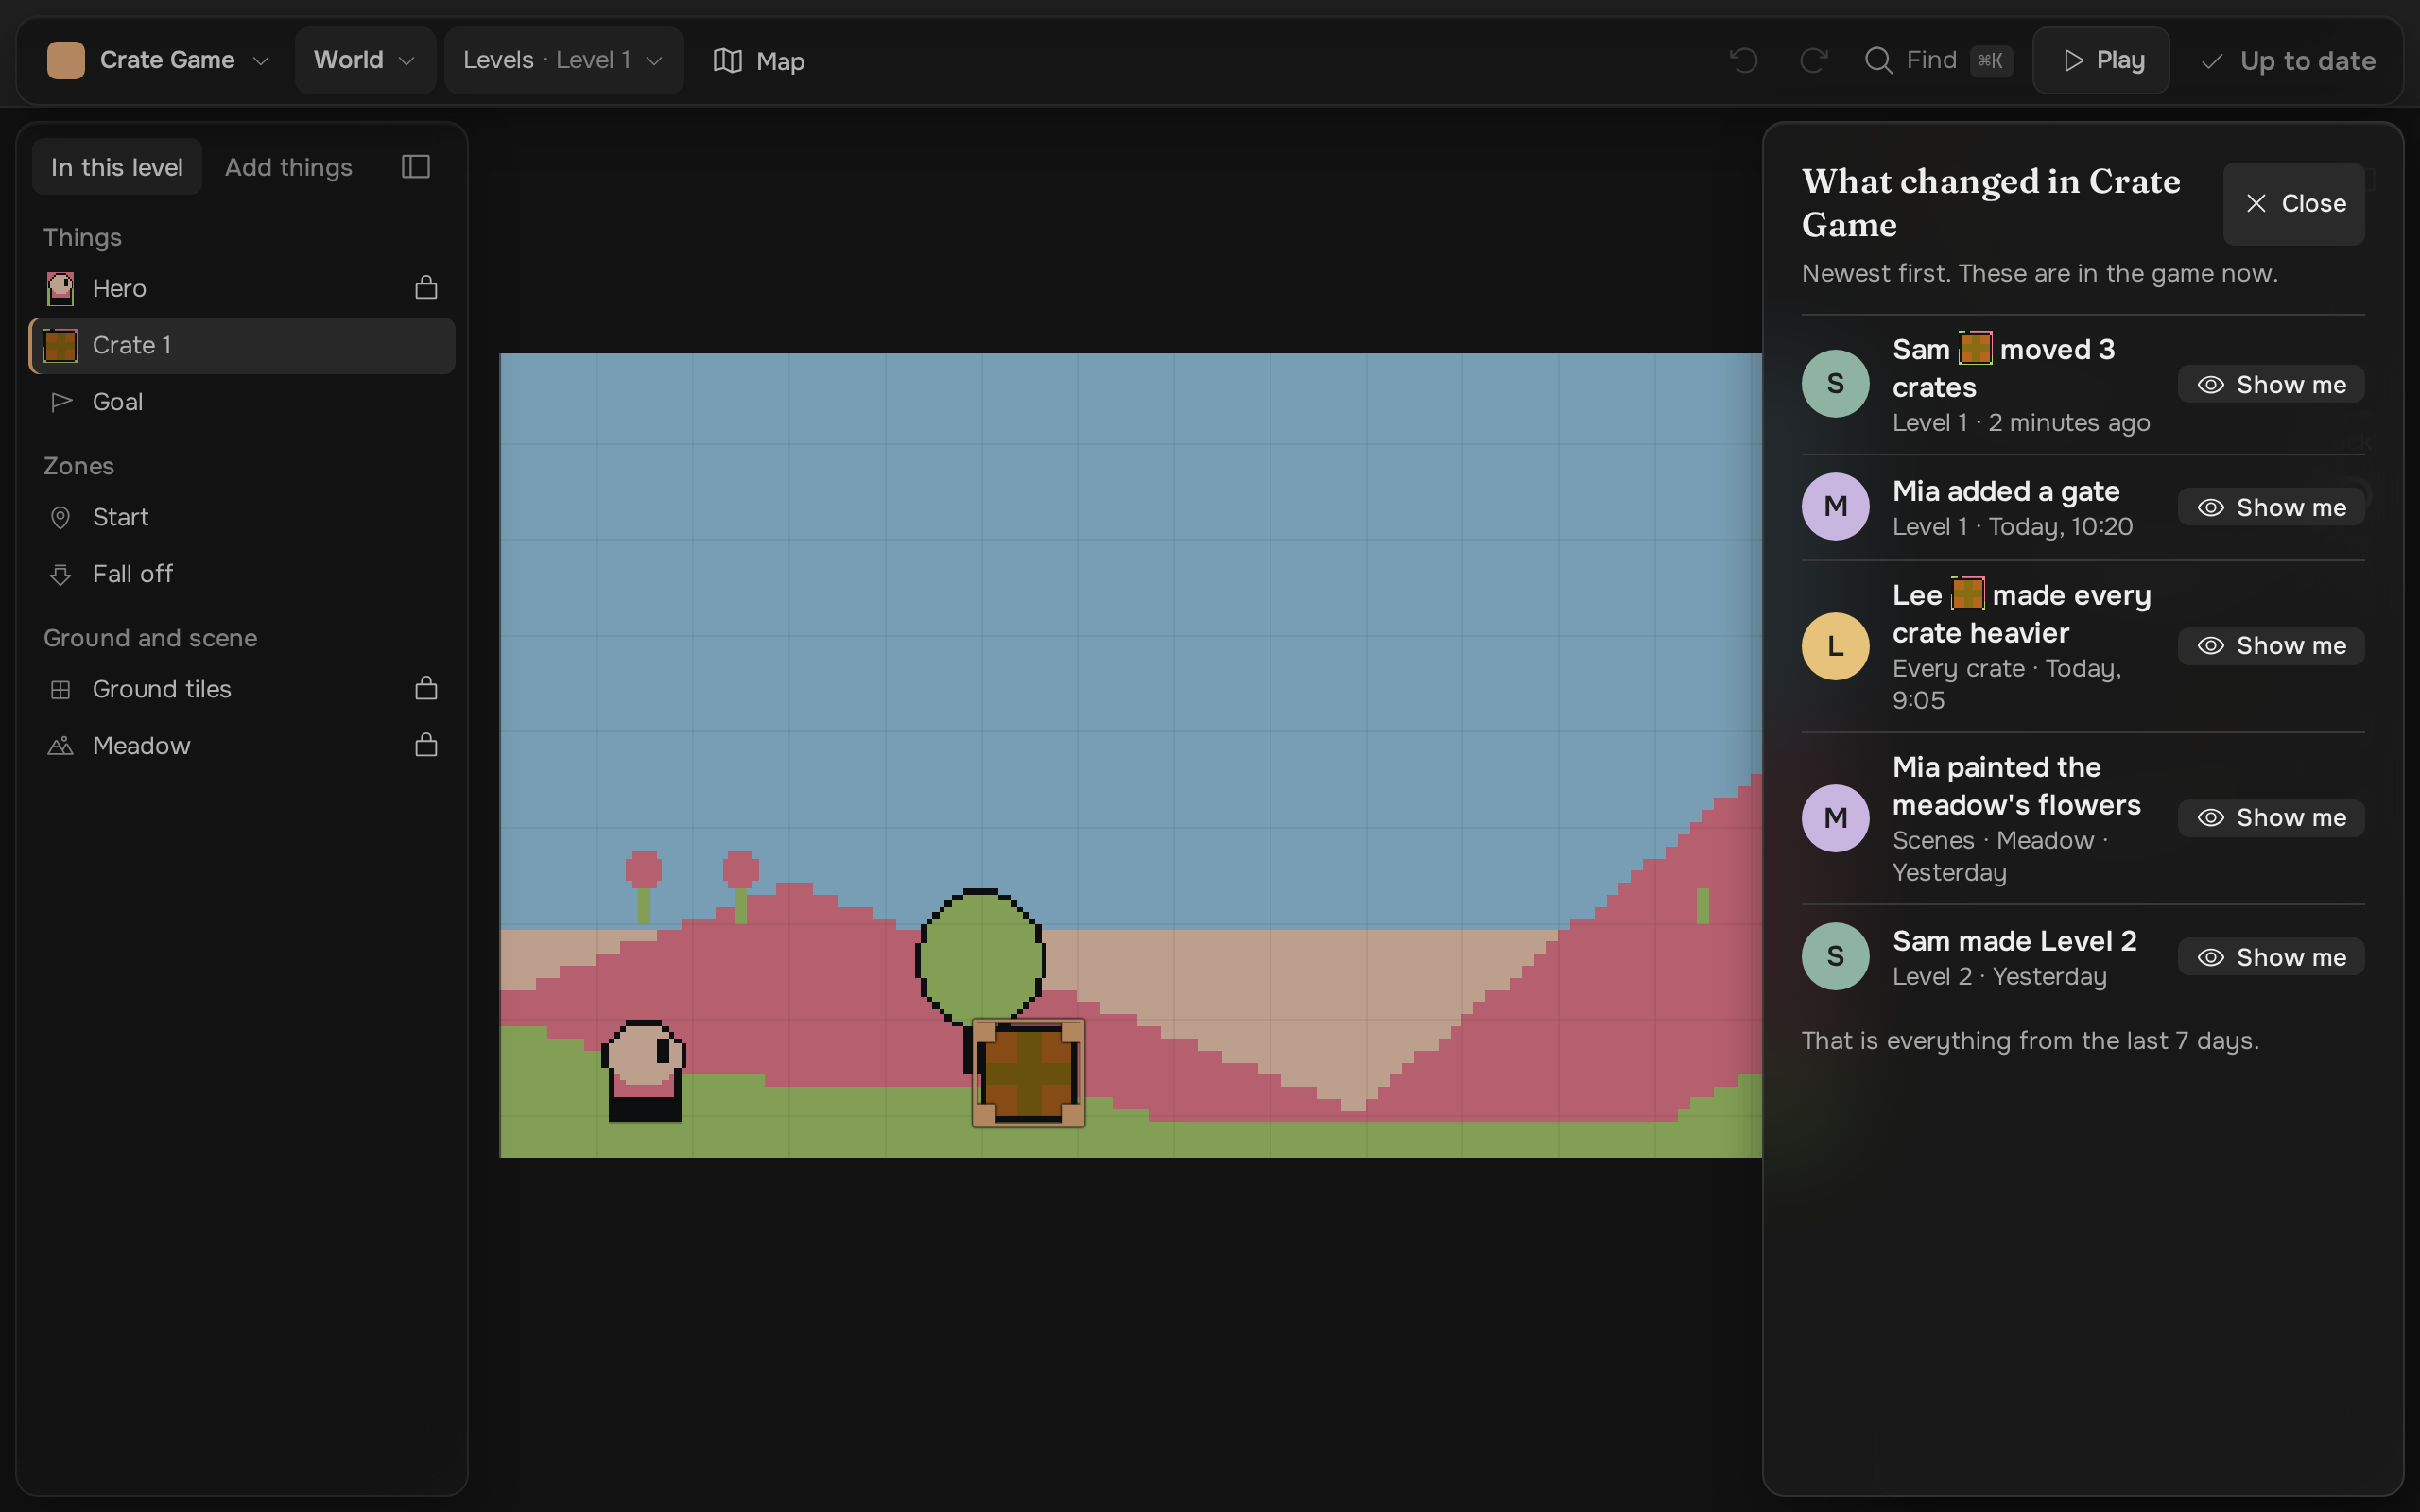 Crate Game
World
Levels · Level 1
Map
Find ⌘K
Play
Up to date
In this level
Add things
Things
Hero
Crate 1
Goal
Zones
Start
Fall off
Ground and scene
Ground tiles
Meadow
What changed in Crate
Game
Close
Newest first. These are in the game now.
S
Sam moved 3
crates
Level 1 · 2 minutes ago
Show me
M
Mia added a gate
Level 1 · Today, 10:20
Show me
L
Lee made every
crate heavier
Every crate · Today,
9:05
Show me
M
Mia painted the
meadow's flowers
Scenes · Meadow ·
Yesterday
Show me
S
Sam made Level 2
Level 2 · Yesterday
Show me
That is everything from the last 7 days.